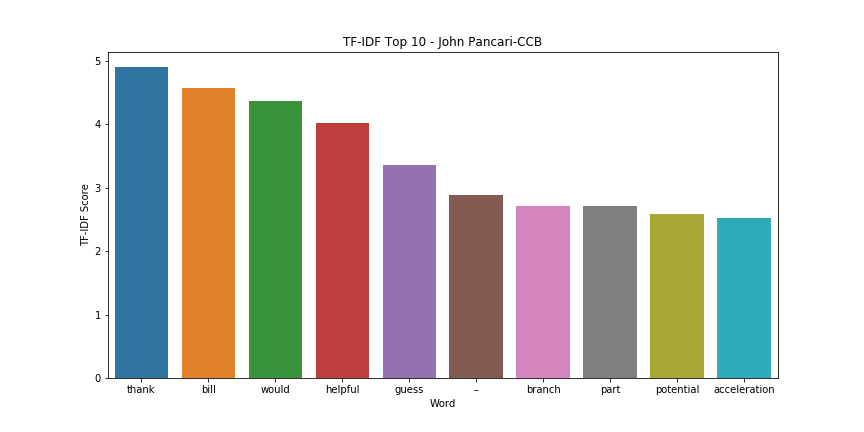 TF-IDF Top 10 - John Pancari-CCB
5
4
3
2
1
0
TF-IDF Score
thank bill would helpful guess – branch part potential acceleration
Word